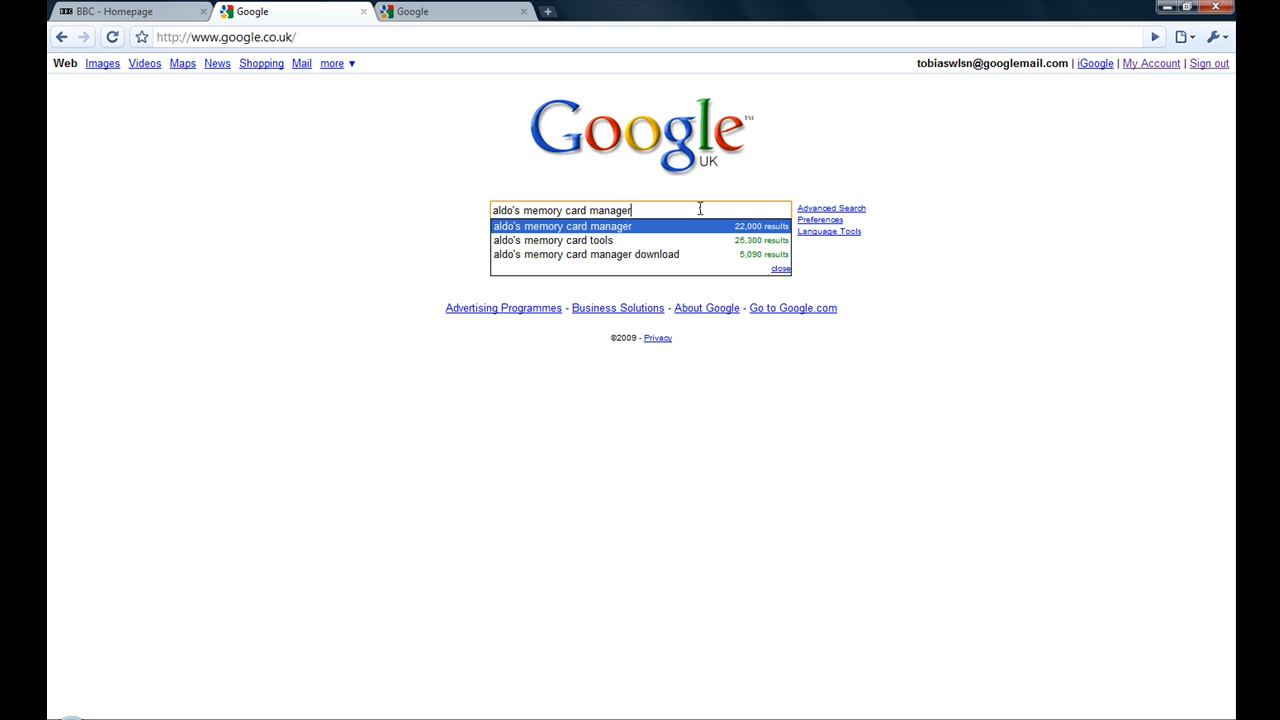 BBC - Homepage
Google
Google
http://www.google.co.uk/
Web Images Videos Maps News Shopping Mail more ▼
tobiaswlsn@googlemail.com | iGoogle | My Account | Sign out
Google™
UK
aldo's memory card manager
Advanced Search
Preferences
Language Tools
aldo's memory card manager 22,000 results
aldo's memory card tools 25,300 results
aldo's memory card manager download 5,090 results
close
Advertising Programmes - Business Solutions - About Google - Go to Google.com
©2009 - Privacy